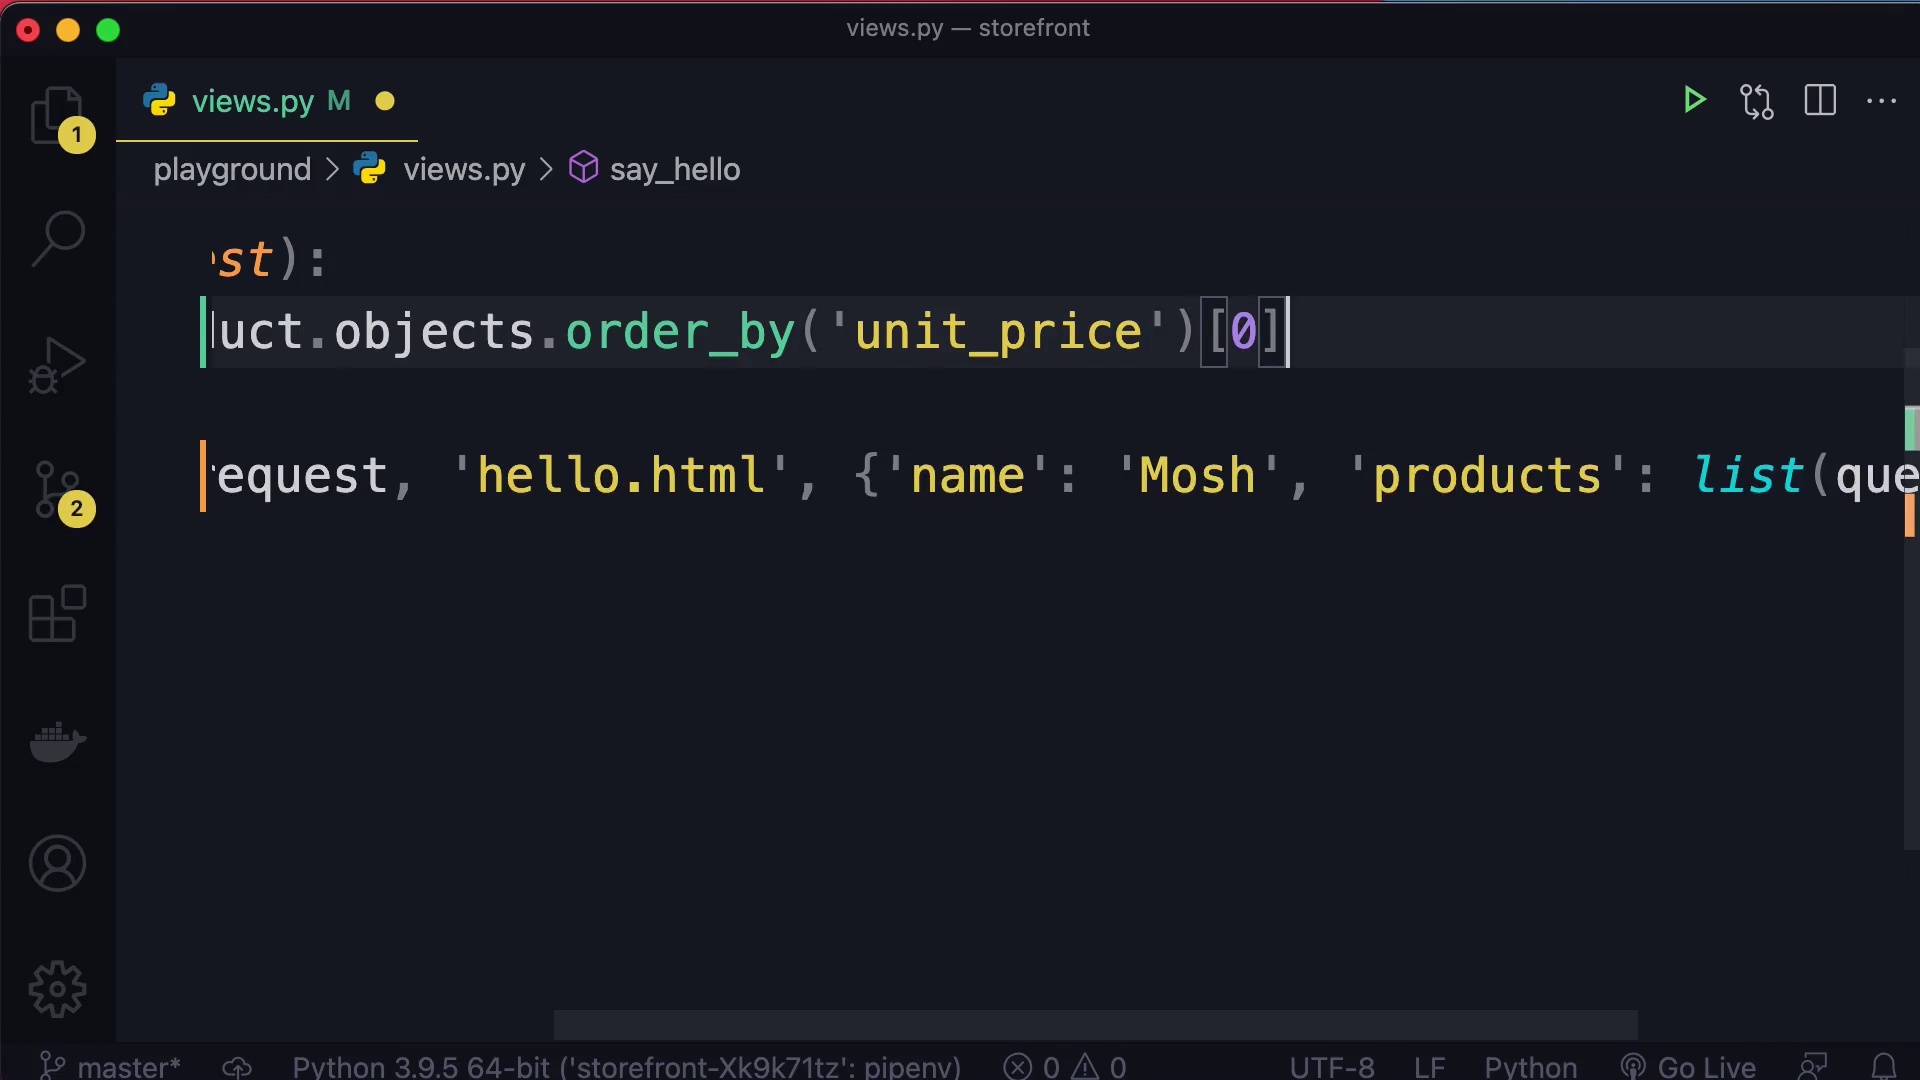 views.py — storefront
views.py M
1
playground > views.py > say_hello
est):
uct.objects.order_by('unit_price')[0]
request, 'hello.html', {'name': 'Mosh', 'products': list(que
2
master* Python 3.9.5 64-bit ('storefront-Xk9k71tz': pipenv) 0 0 UTF-8 LF Python Go Live